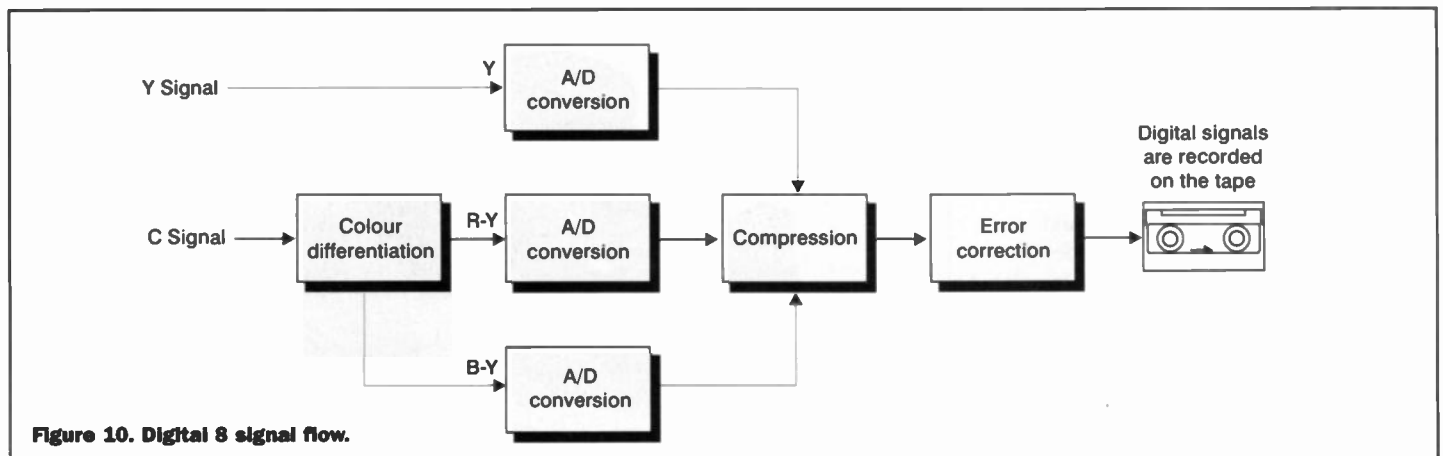 Y Signal
Y
A/D
conversion
Digital signals
are recorded
on the tape
C Signal
Colour
differentiation
R-Y
A/D
conversion
Compression
Error
correction
B-Y
A/D
conversion
Figure 10. Digital 8 signal flow.